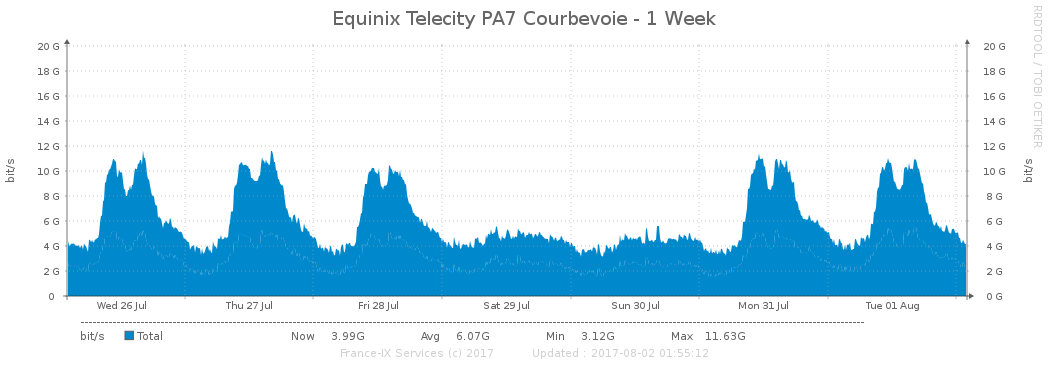 Equinix Telecity PA7 Courbevoie - 1 Week
RRDTOOL / TOBI OETIKER
bit/s
20 G 20 G
18 G 18 G
16 G 16 G
14 G 14 G
12 G 12 G
10 G 10 G
8 G 8 G
6 G 6 G
4 G 4 G
2 G 2 G
0 0 G
bit/s
Wed 26 Jul Thu 27 Jul Fri 28 Jul Sat 29 Jul Sun 30 Jul Mon 31 Jul Tue 01 Aug
bit/s Total Now 3.99G Avg 6.07G Min 3.12G Max 11.63G
France-IX Services (c) 2017 Updated : 2017-08-02 01:55:12